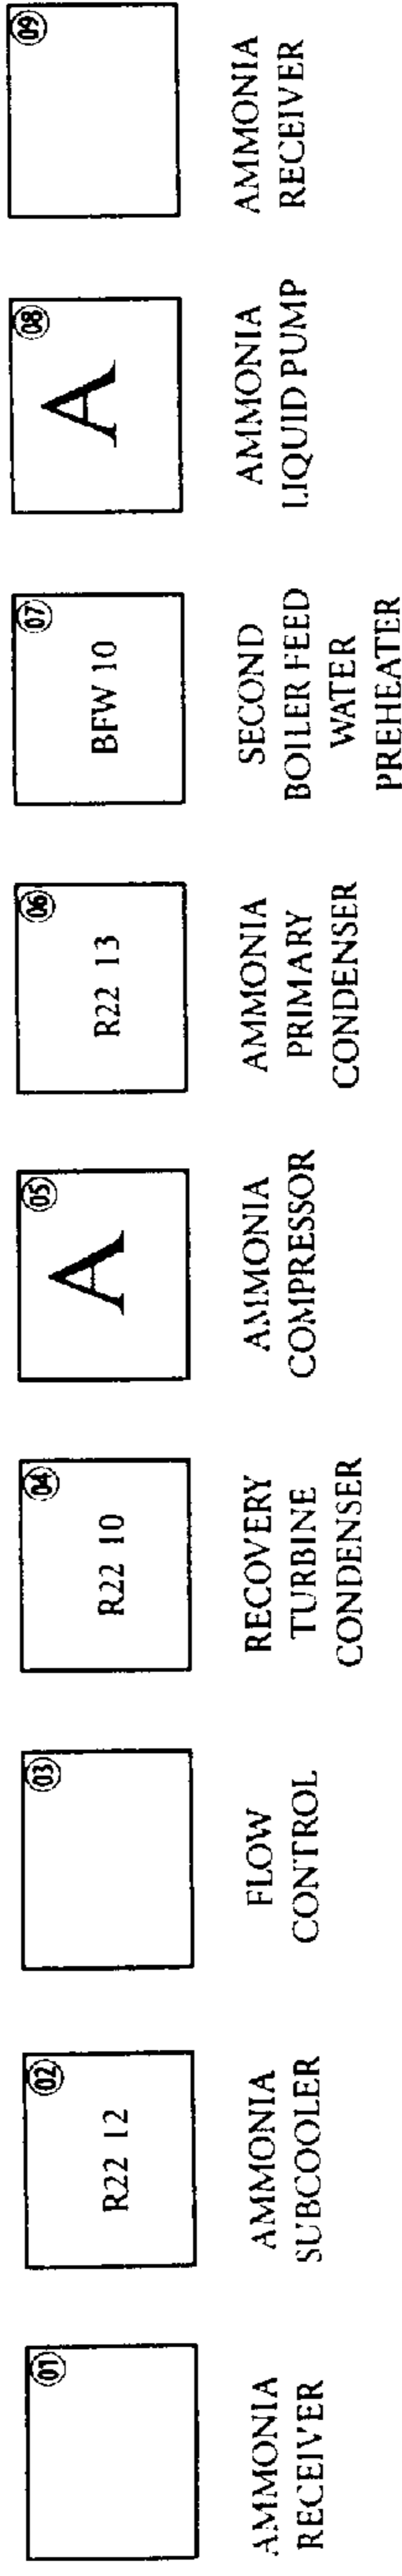 01
AMMONIA
RECEIVER
02
R22 12
AMMONIA
SUBCOOLER
03
FLOW
CONTROL
04
R22 10
RECOVERY
TURBINE
CONDENSER
05
A
AMMONIA
COMPRESSOR
06
R22 13
AMMONIA
PRIMARY
CONDENSER
07
BFW 10
SECOND
BOILER FEED
WATER
PREHEATER
08
A
AMMONIA
LIQUID PUMP
09
AMMONIA
RECEIVER